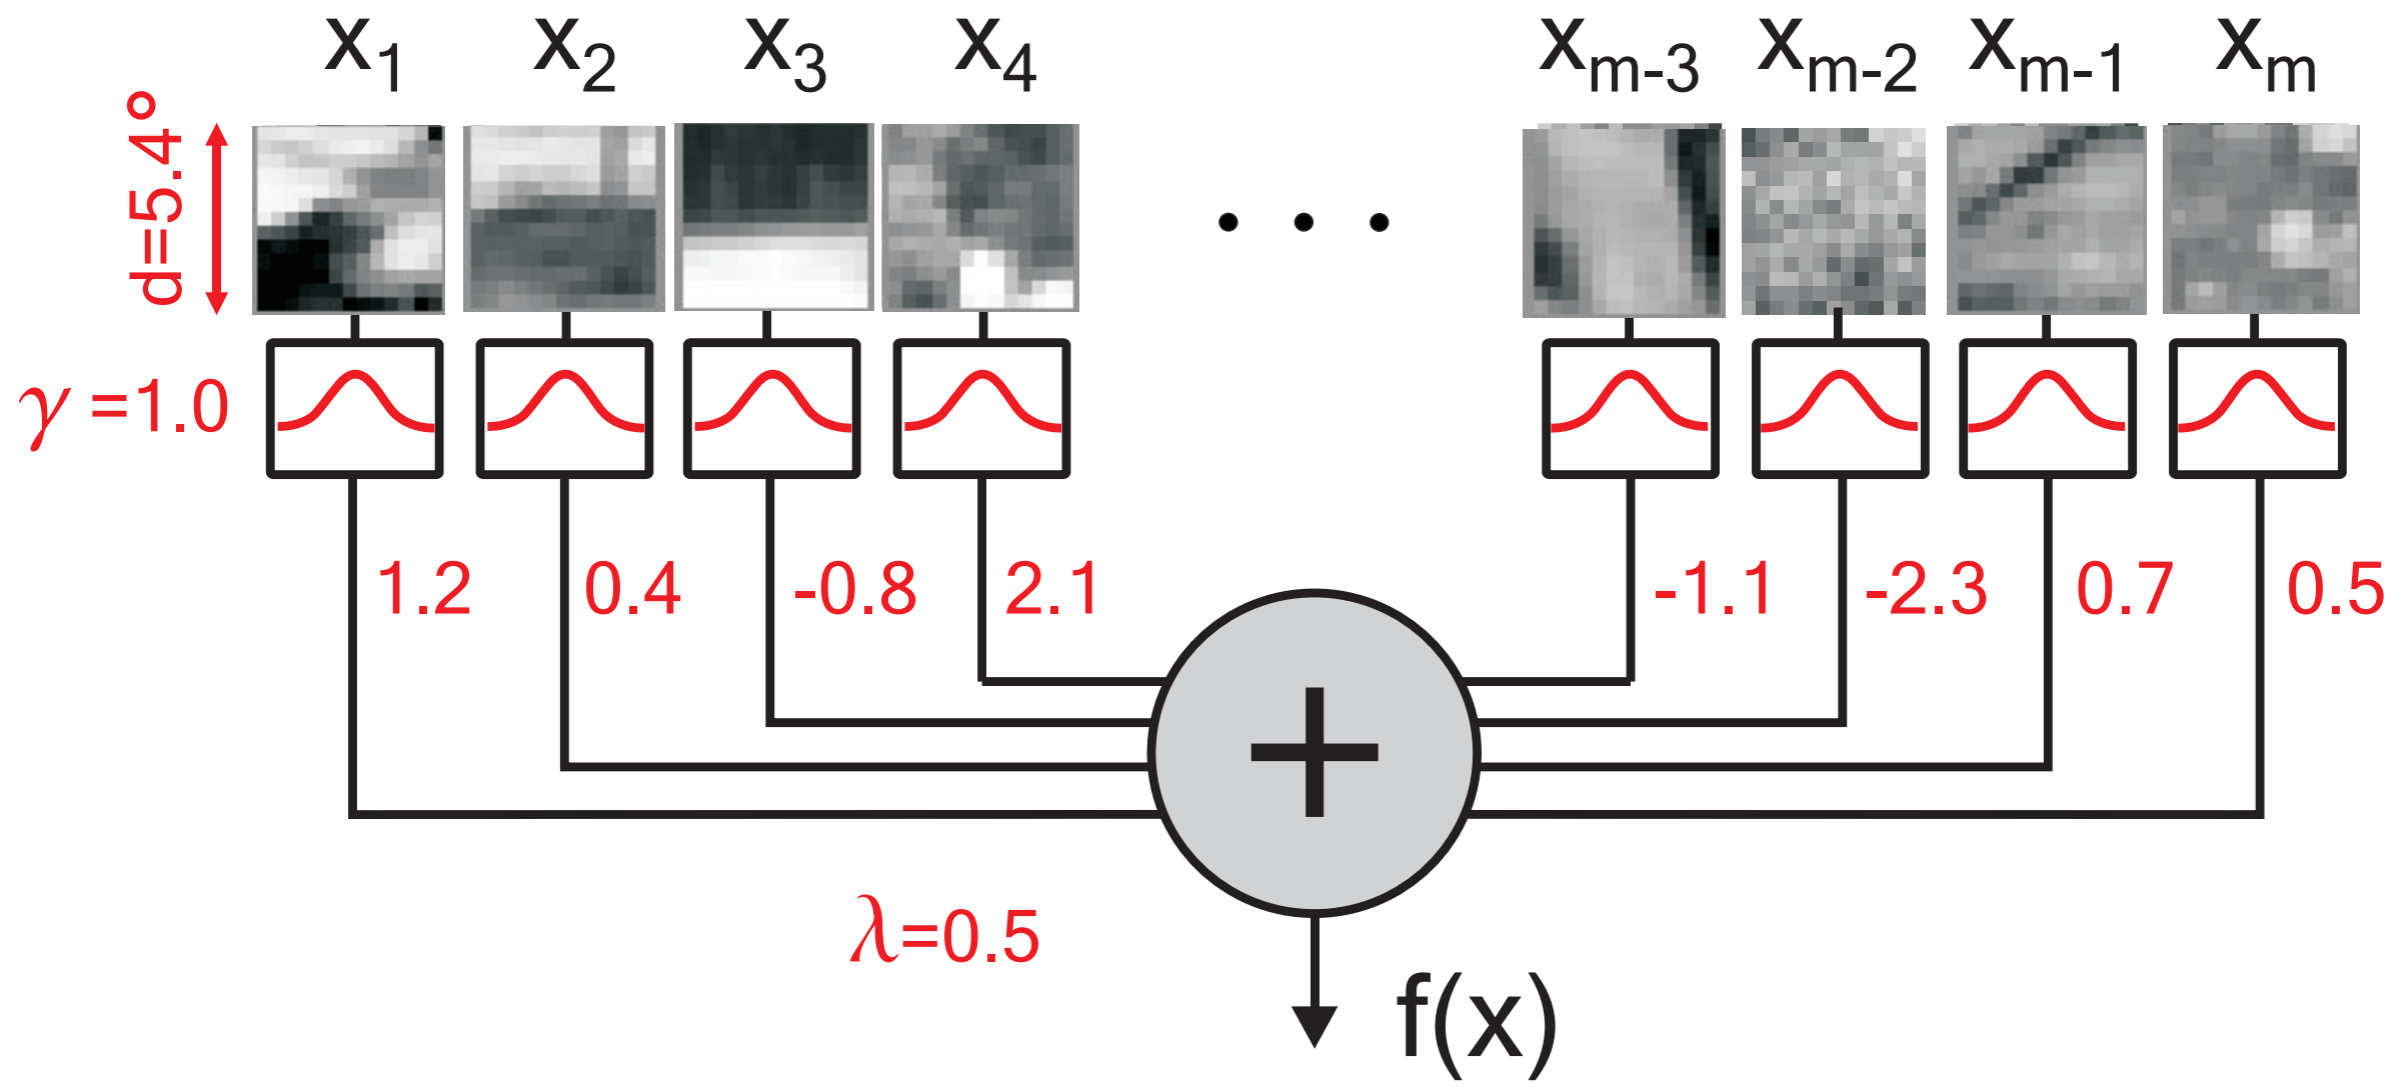 x₁ x₂ x₃ x₄ xₘ₋₃ xₘ₋₂ xₘ₋₁ xₘ
d=5.4°
. . .
γ =1.0
1.2 0.4 -0.8 2.1 -1.1 -2.3 0.7 0.5
+
λ=0.5
f(x)